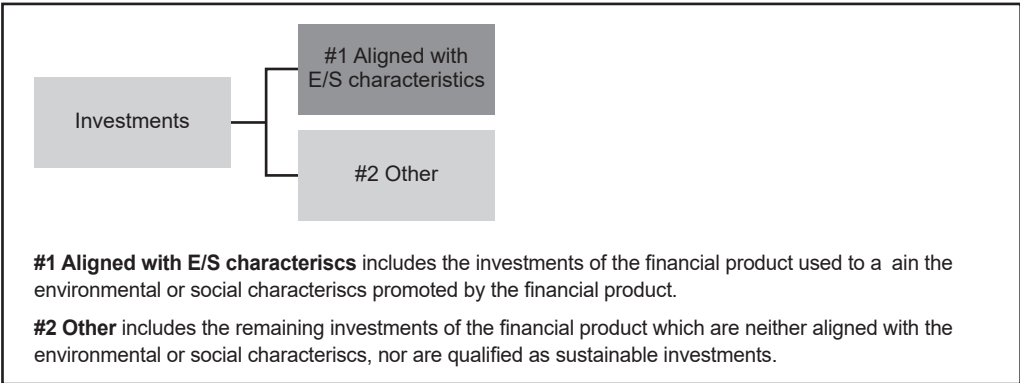 #1 Aligned with
E/S characteristics
Investments
#2 Other
#1 Aligned with E/S characteriscs includes the investments of the financial product used to a ain the
environmental or social characteriscs promoted by the financial product.
#2 Other includes the remaining investments of the financial product which are neither aligned with the
environmental or social characteriscs, nor are qualified as sustainable investments.